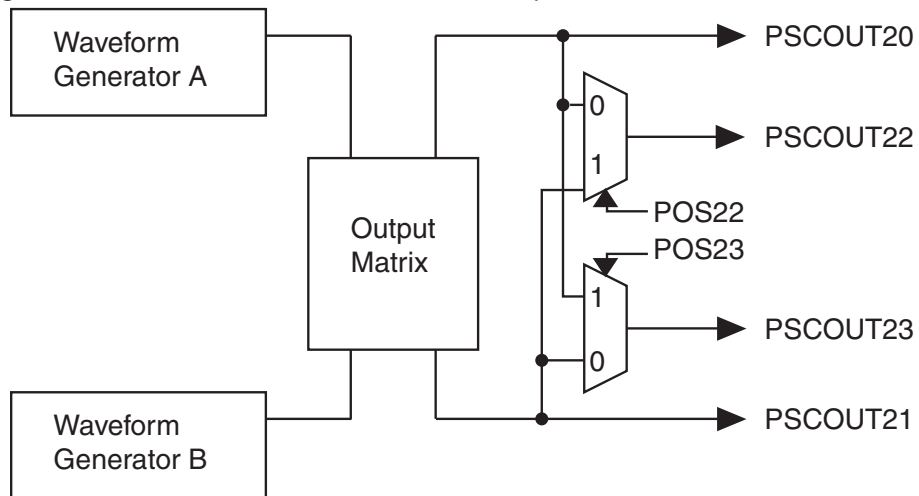 Waveform
Generator A
PSCOUT20
0
PSCOUT22
1
POS22
Output
Matrix
POS23
1
PSCOUT23
0
Waveform
Generator B
PSCOUT21